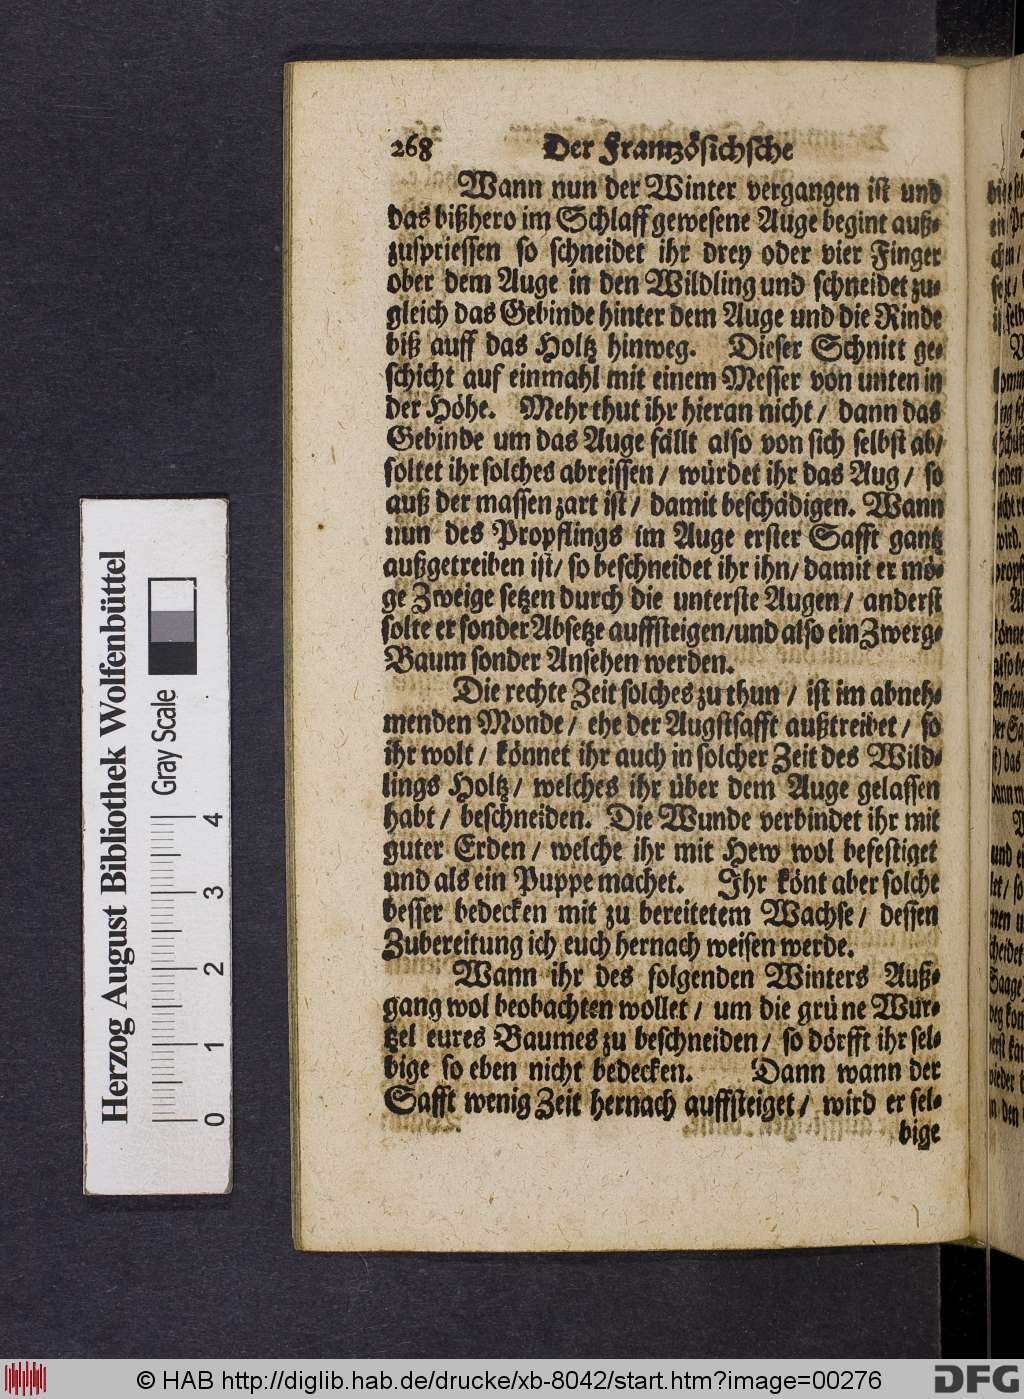 268 Der Frantzösichsche
Wann nun der Winter vergangen ist und
das bißhero im Schlaff gewesene Auge begint auß-
zuspriessen so schneidet ihr drey oder vier Finger
ober dem Auge in den Wildling und schneidet zu-
gleich das Gebinde hinter dem Auge und die Rinde
biß auff das Holtz hinweg. Dieser Schnitt ge-
schicht auf einmahl mit einem Messer von unten in
der Höhe. Mehr thut ihr hieran nicht / dann das
Gebinde um das Auge fällt also von sich selbst ab/
soltet ihr solches abreissen / würdet ihr das Aug / so
auß der massen zart ist / damit beschädigen. Wann
nun des Propflings im Auge erster Safft gantz
außgetreiben ist/ so beschneidet ihr ihn/ damit er mö-
ge Zweige setzen durch die unterste Augen / anderst
solte er sonder Absetze auffsteigen/und also ein Zwerg-
Baum sonder Ansehen werden.
Die rechte Zeit solches zu thun / ist im abneh-
menden Monde / ehe der Augstsafft außtreibet / so
ihr wolt / könnet ihr auch in solcher Zeit des Wild-
lings Holtz / welches ihr über dem Auge gelassen
habt / beschneiden. Die Wunde verbindet ihr mit
guter Erden / welche ihr mit Hew wol befestiget
und als ein Puppe machet. Ihr könt aber solche
besser bedecken mit zu bereitetem Wachse / dessen
Zubereitung ich euch hernach weisen werde.
Wann ihr des folgenden Winters Auß-
gang wol beobachten wollet / um die grüne Wur-
tzel eures Baumes zu beschneiden / so dörfft ihr sel-
bige so eben nicht bedecken. Dann wann der
Safft wenig Zeit hernach auffsteiget / wird er sel-
bige
Herzog August Bibliothek Wolfenbüttel
Gray Scale
0 1 2 3 4
© HAB http://diglib.hab.de/drucke/xb-8042/start.htm?image=00276
DFG